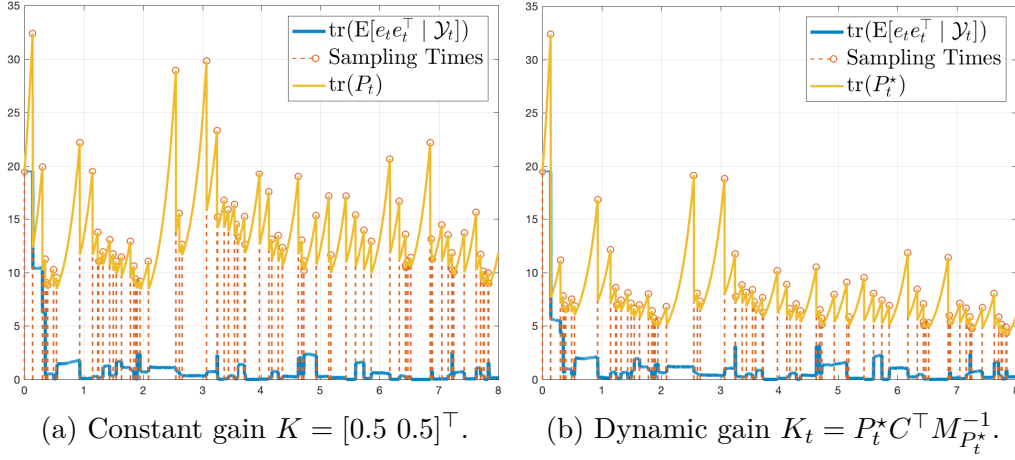 35
30
25
20
15
10
5
0
0 1 2 3 4 5 6 7 8
tr(E[e_t e_t^⊤ | 𝒴_t])
Sampling Times
tr(P_t)
(a) Constant gain K = [0.5 0.5]^⊤.
35
30
25
20
15
10
5
0
0 1 2 3 4 5 6 7 8
tr(E[e_t e_t^⊤ | 𝒴_t])
Sampling Times
tr(P_t^⋆)
(b) Dynamic gain K_t = P_t^⋆ C^⊤ M_{P_t^⋆}^{-1}.